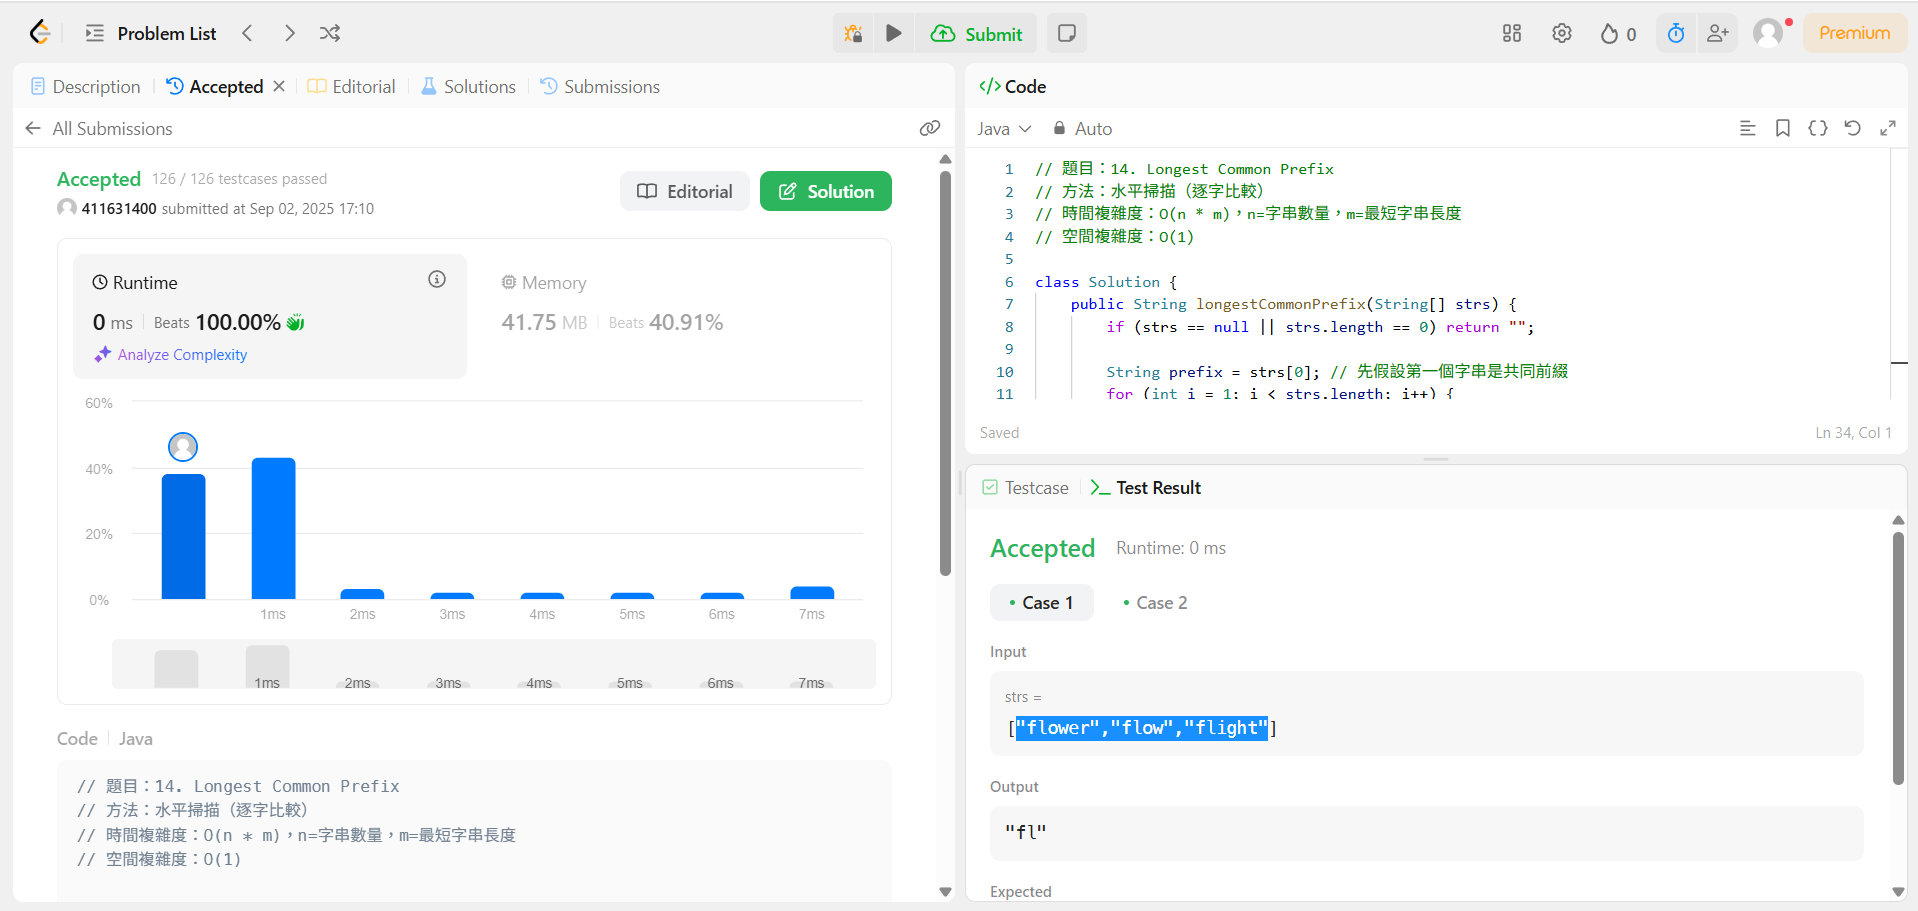 Problem List
Submit
0
Premium
Description
Accepted
Editorial
Solutions
Submissions
All Submissions
Accepted 126 / 126 testcases passed
411631400 submitted at Sep 02, 2025 17:10
Editorial
Solution
Runtime
0 ms
Beats 100.00%
Analyze Complexity
Memory
41.75 MB
Beats 40.91%
60%
40%
20%
0%
1ms
2ms
3ms
4ms
5ms
6ms
7ms
1ms
2ms
3ms
4ms
5ms
6ms
7ms
Code
Java
// 題目：14. Longest Common Prefix
// 方法：水平掃描（逐字比較）
// 時間複雜度：O(n * m)，n=字串數量，m=最短字串長度
// 空間複雜度：O(1)
</> Code
Java
Auto
1 // 題目：14. Longest Common Prefix
2 // 方法：水平掃描（逐字比較）
3 // 時間複雜度：O(n * m)，n=字串數量，m=最短字串長度
4 // 空間複雜度：O(1)
5
6 class Solution {
7 public String longestCommonPrefix(String[] strs) {
8 if (strs == null || strs.length == 0) return "";
9
10 String prefix = strs[0]; // 先假設第一個字串是共同前綴
11 for (int i = 1; i < strs.length; i++) {
Saved
Ln 34, Col 1
Testcase
Test Result
Accepted
Runtime: 0 ms
Case 1
Case 2
Input
strs =
["flower","flow","flight"]
Output
"fl"
Expected